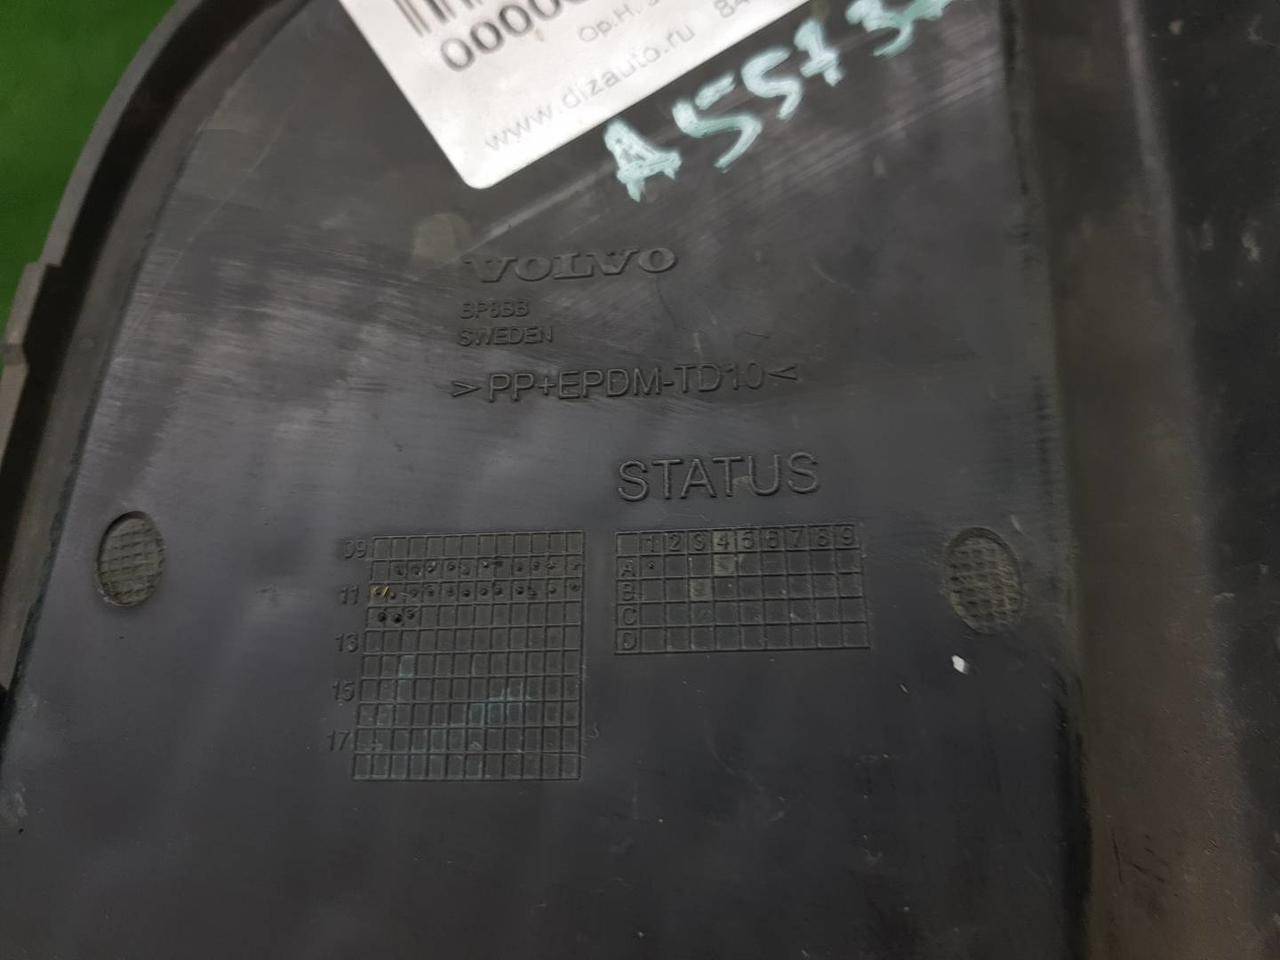 www.dizauto.ru
VOLVO
SWEDEN
>PP+EPDM-TD10<
STATUS
1 2 3 4 5 6 7 8 9
A
B
C
D
09
11
13
15
17